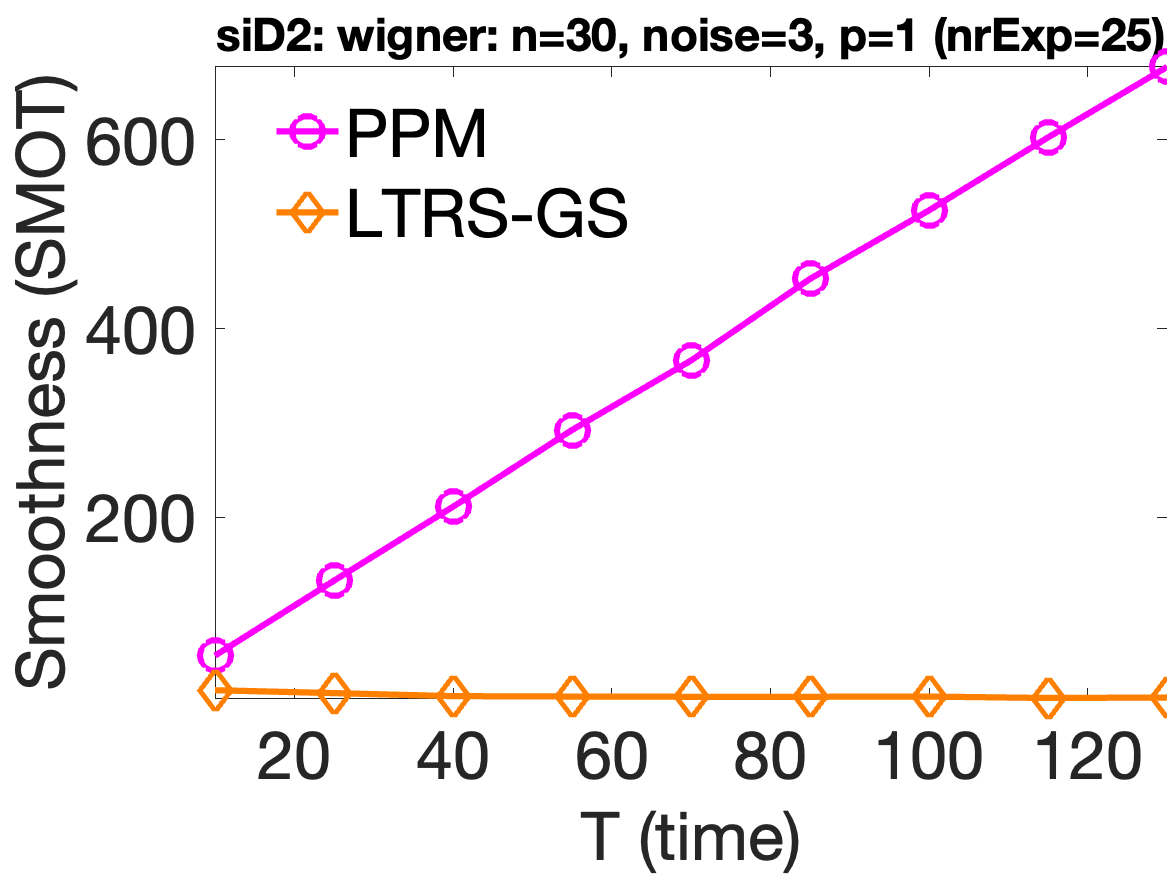 siD2: wigner: n=30, noise=3, p=1 (nrExp=25)
PPM
LTRS-GS
Smoothness (SMOT)
600
400
200
20 40 60 80 100 120
T (time)